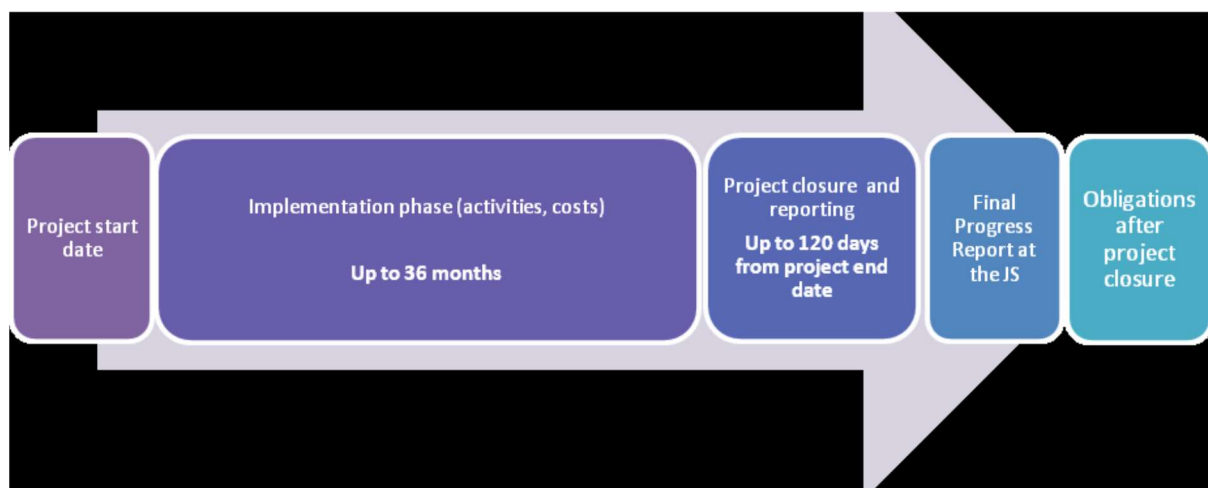 Project start
date
Implementation phase (activities, costs)
Up to 36 months
Project closure and
reporting
Up to 120 days
from project end
date
Final
Progress
Report at
the JS
Obligations
after
project
closure